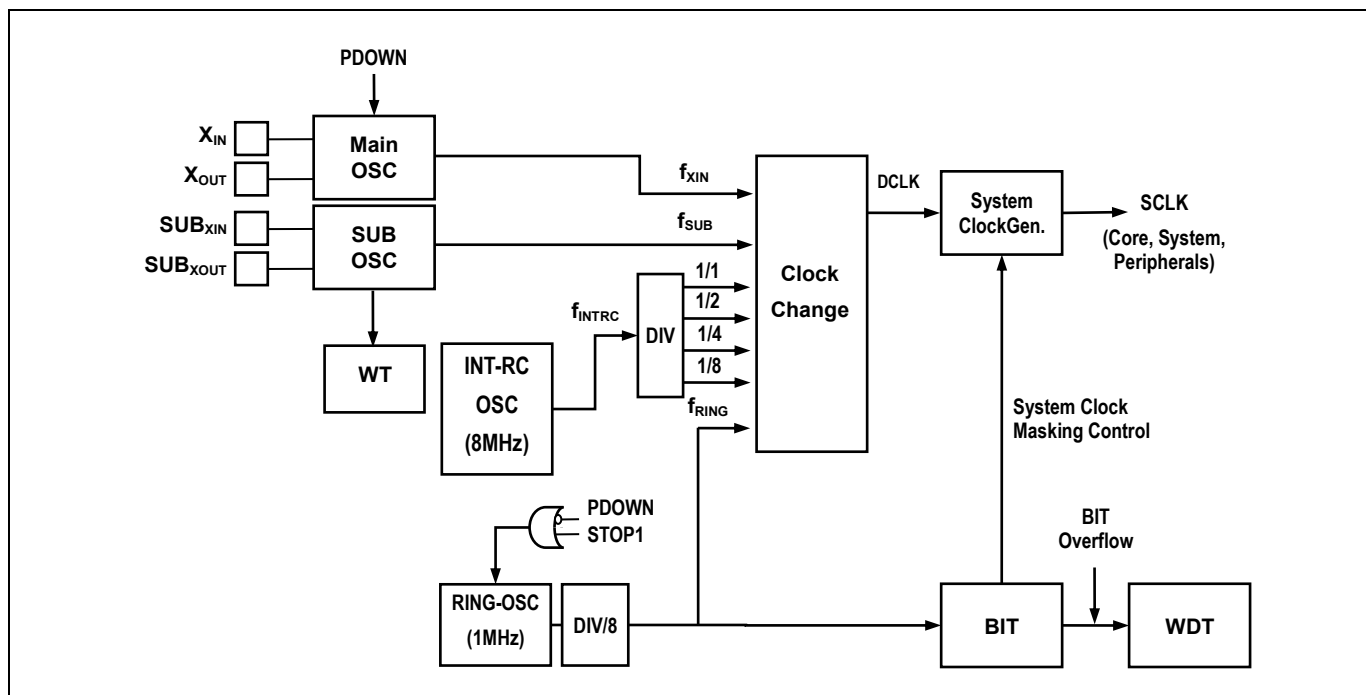 PDOWN
XIN
XOUT
Main
OSC
fXIN
SUBXIN
SUBXOUT
SUB
OSC
fSUB
WT
INT-RC
OSC
(8MHz)
fINTRC
DIV
1/1
1/2
1/4
1/8
fRING
Clock
Change
DCLK
System
ClockGen.
SCLK
(Core, System,
Peripherals)
System Clock
Masking Control
PDOWN
STOP1
RING-OSC
(1MHz)
DIV/8
BIT
BIT
Overflow
WDT